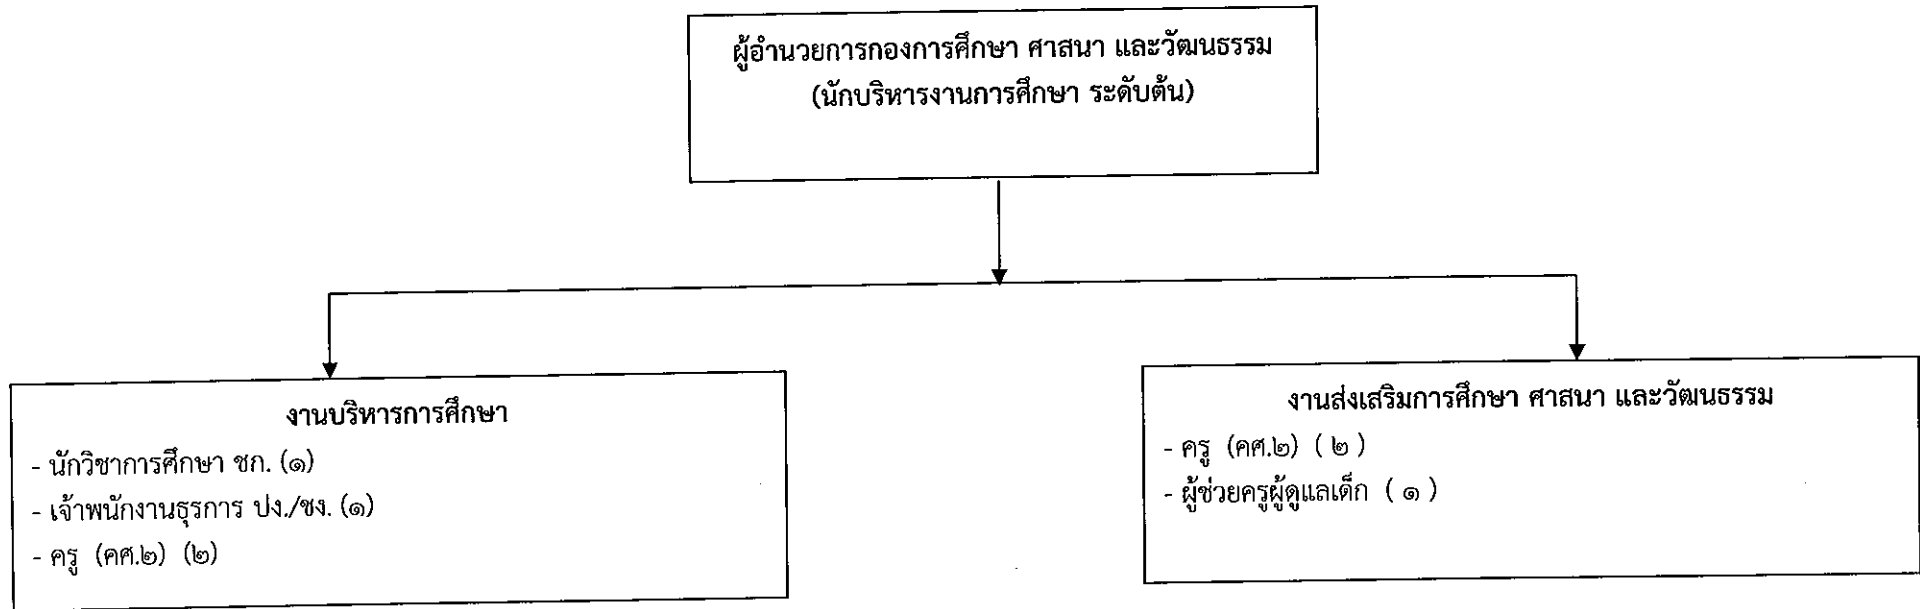 ผู้อำนวยการกองการศึกษา ศาสนา และวัฒนธรรม
(นักบริหารงานการศึกษา ระดับต้น)
งานบริหารการศึกษา
- นักวิชาการศึกษา ชก. (๑)
- เจ้าพนักงานธุรการ ปง./ชง. (๑)
- ครู (คศ.๒) (๒)
งานส่งเสริมการศึกษา ศาสนา และวัฒนธรรม
- ครู (คศ.๒) ( ๒ )
- ผู้ช่วยครูผู้ดูแลเด็ก ( ๑ )